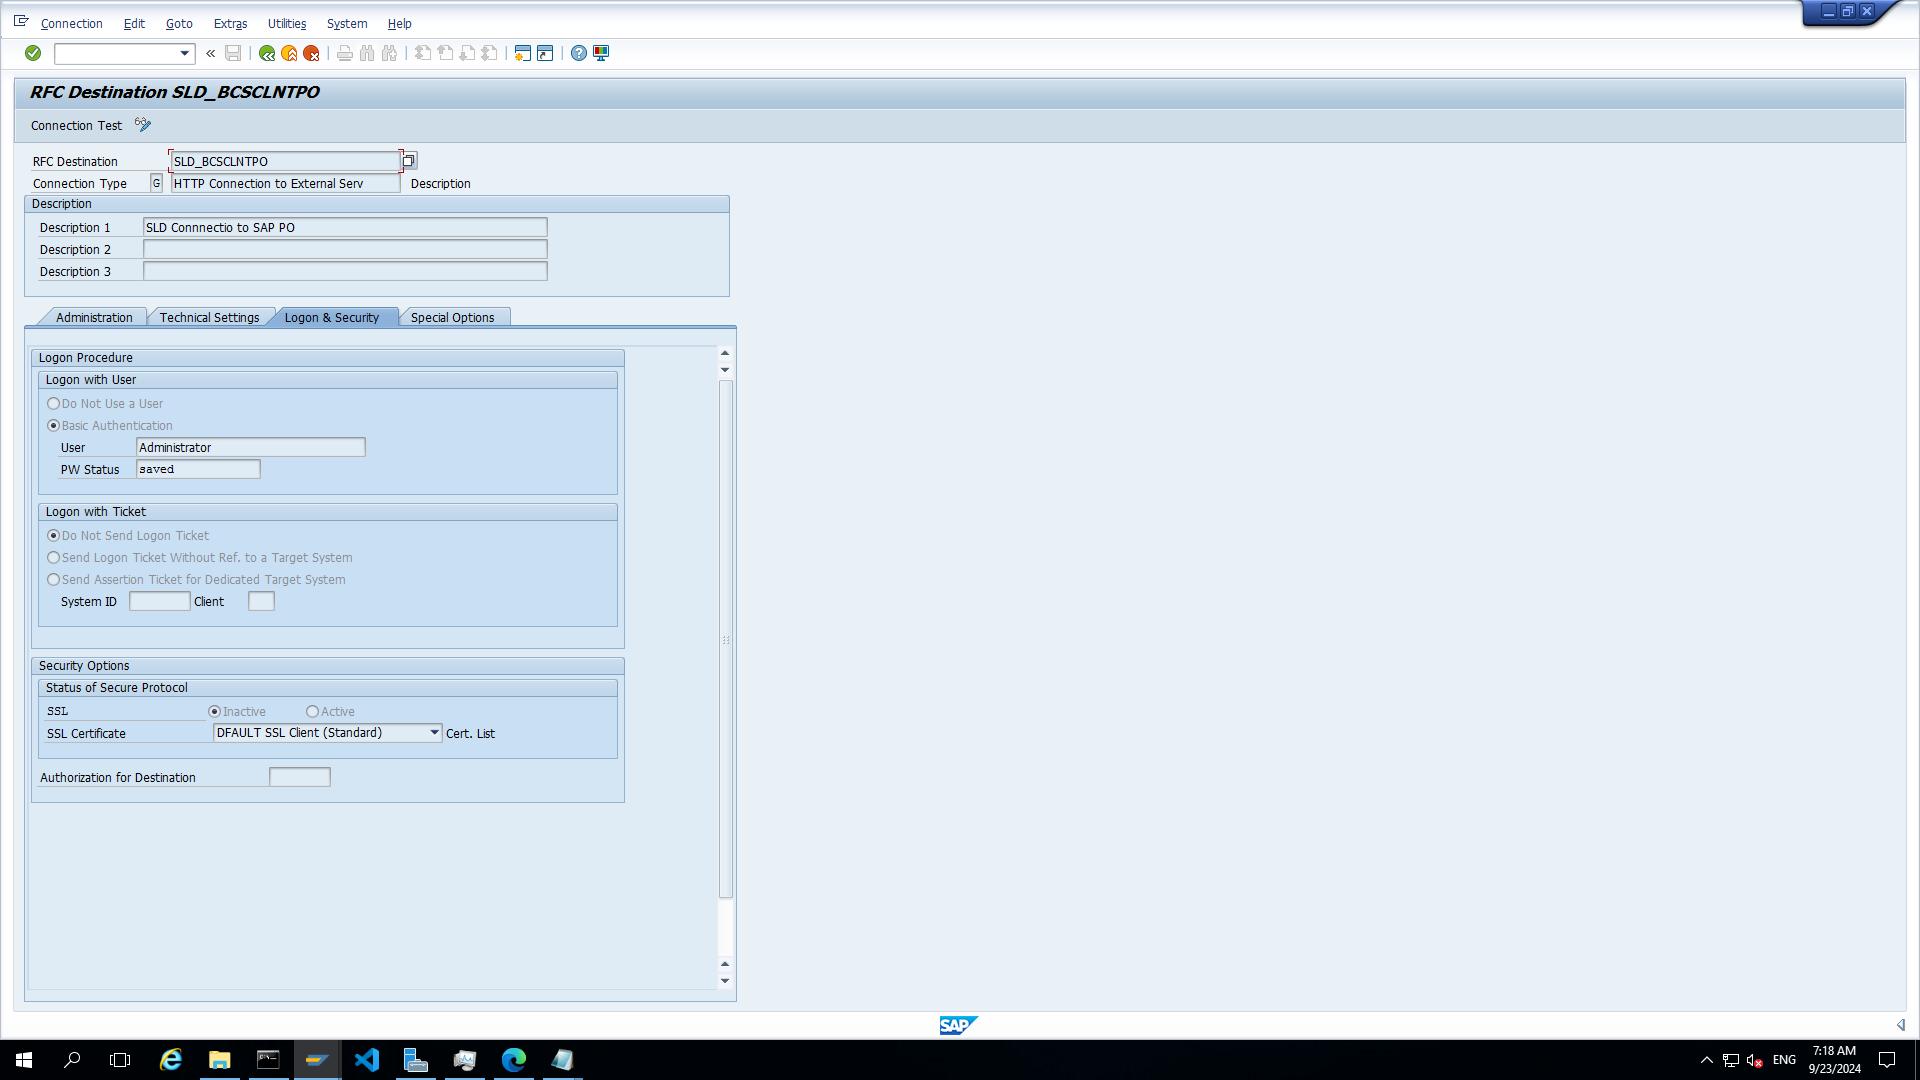 Connection Edit Goto Extras Utilities System Help
RFC Destination SLD_BCSCLNTPO
Connection Test
RFC Destination SLD_BCSCLNTPO
Connection Type G HTTP Connection to External Serv Description
Description
Description 1 SLD Connnectio to SAP PO
Description 2
Description 3
Administration Technical Settings Logon & Security Special Options
Logon Procedure
Logon with User
Do Not Use a User
Basic Authentication
User Administrator
PW Status saved
Logon with Ticket
Do Not Send Logon Ticket
Send Logon Ticket Without Ref. to a Target System
Send Assertion Ticket for Dedicated Target System
System ID Client
Security Options
Status of Secure Protocol
SSL Inactive Active
SSL Certificate DFAULT SSL Client (Standard) Cert. List
Authorization for Destination
SAP
ENG 7:18 AM
9/23/2024